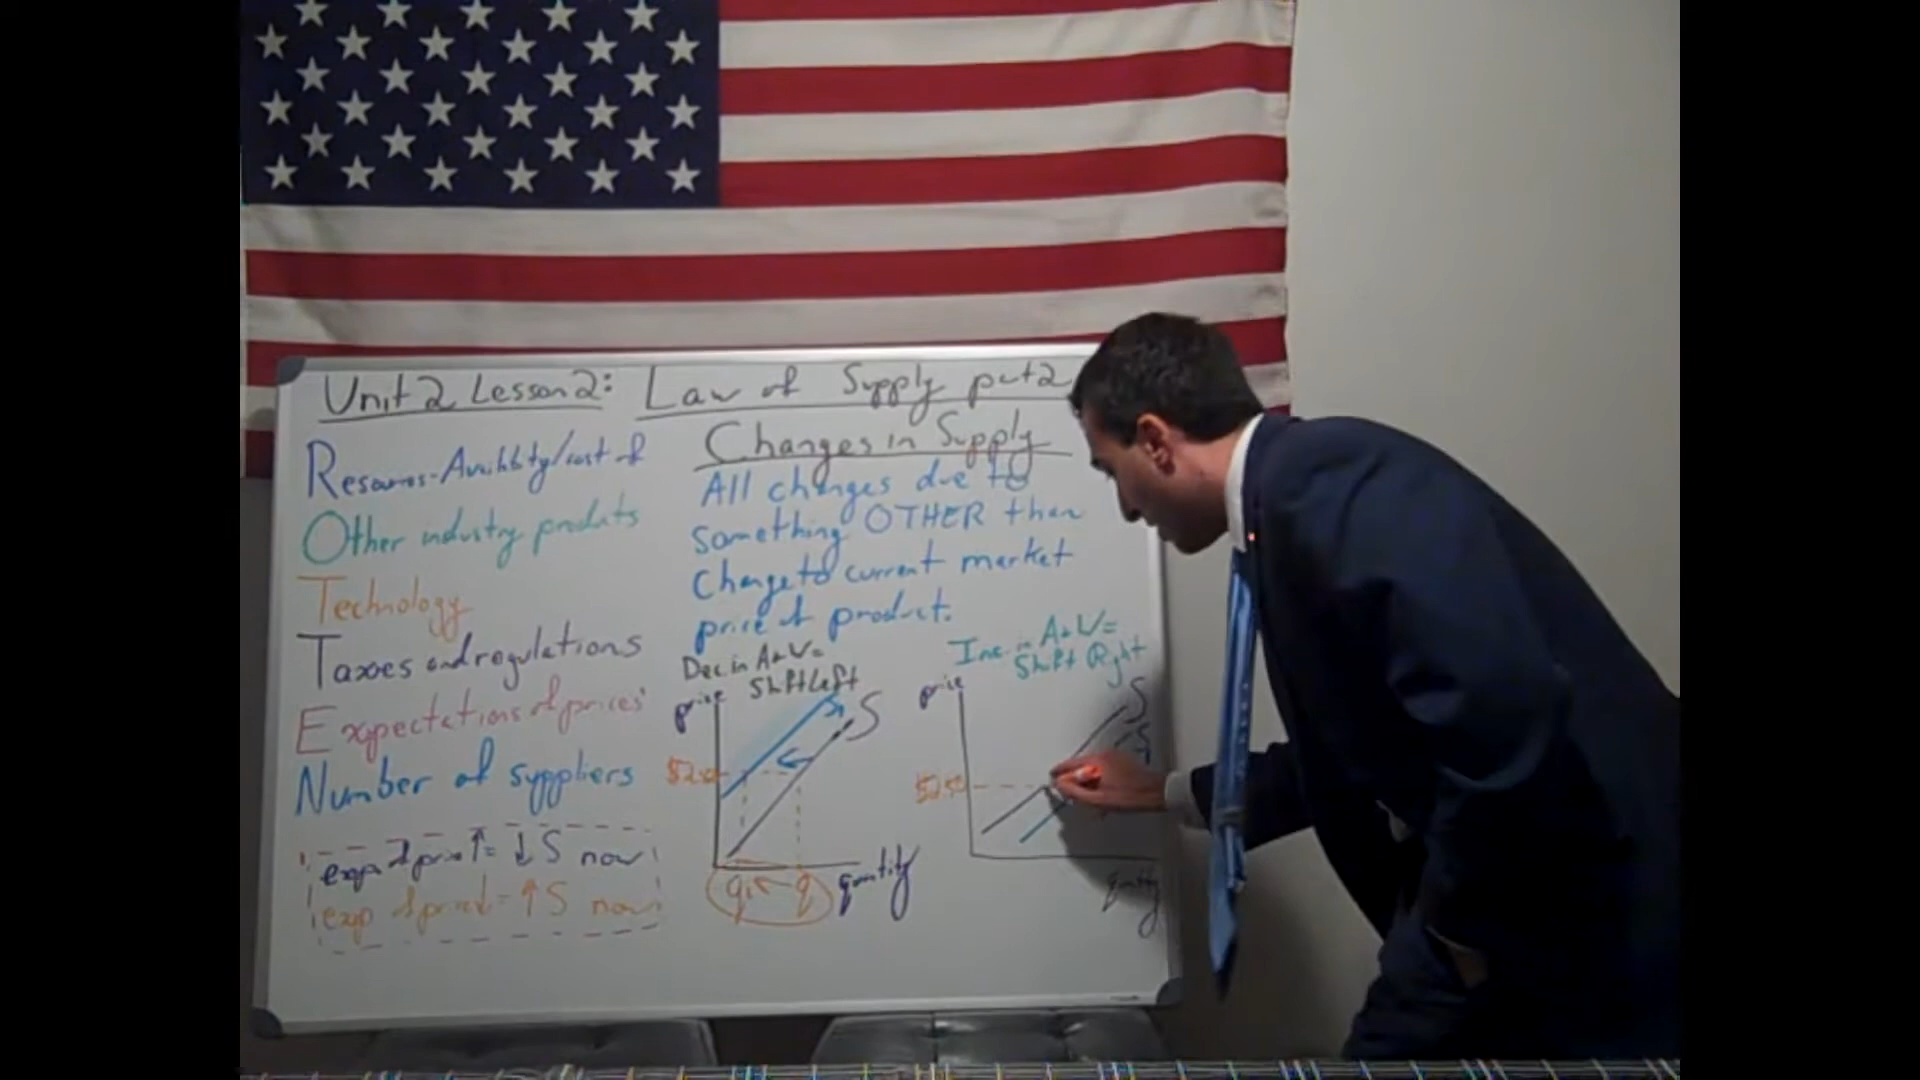 Unit 2 Lesson 2: Law of Supply part 2
Resources-Availibilty/cost of
Other industry products
Technology
Taxes and regulations
Expectations of prices
Number of suppliers
exp of price ↑ = ↓ S now
exp of price ↓ = ↑ S now
Changes in Supply
All changes due to
something OTHER than
Change to current market
price of product.
Dec. in
Shift Left
price
S
$2.50
q1 ← q quantity
Inc. in
Shift Right
price
S
S
$2.50